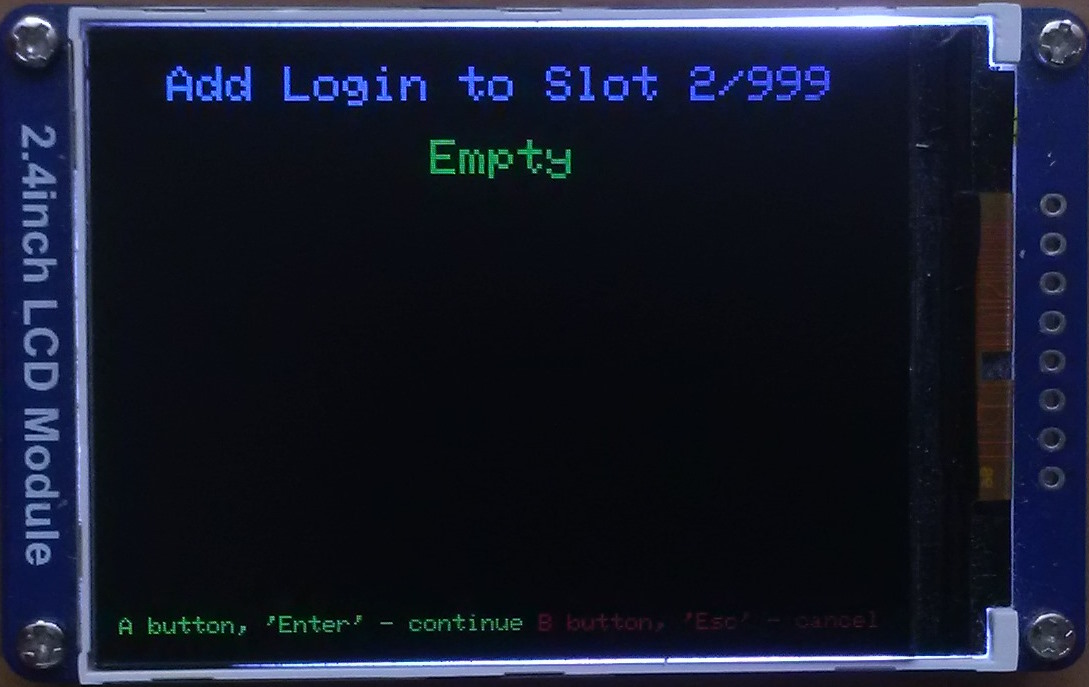 Add Login to Slot 2/999
Empty
A button, 'Enter' - continue B button, 'Esc' - cancel
2.4inch LCD Module